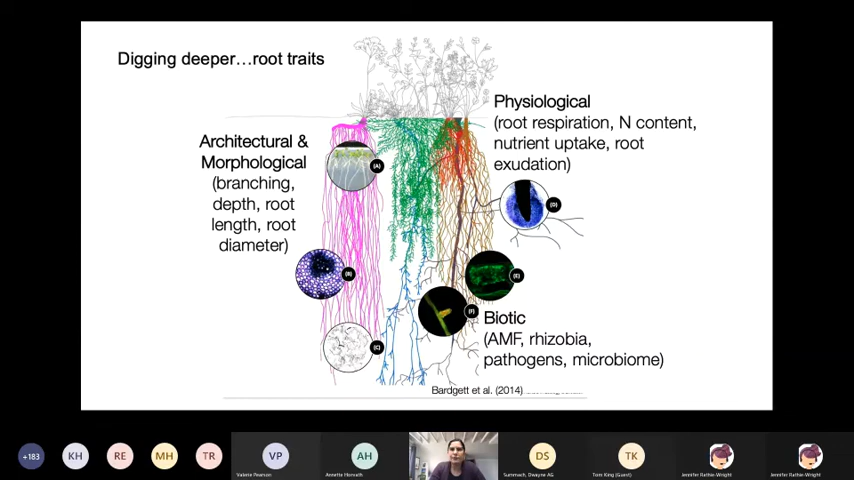 Digging deeper…root traits
Architectural &
Morphological
(branching,
depth, root
length, root
diameter)
Physiological
(root respiration, N content,
nutrient uptake, root
exudation)
(A)
(B)
(C)
(D)
(E)
(F)
Biotic
(AMF, rhizobia,
pathogens, microbiome)
Bardgett et al. (2014)
+183
KH
RE
MH
TR
VP
Valerie Pearson
AH
Annette Horvath
DS
Summach, Dwayne AG
TK
Tom King (Guest)
Jennifer Rathie-Wright
Jennifer Rathie-Wright